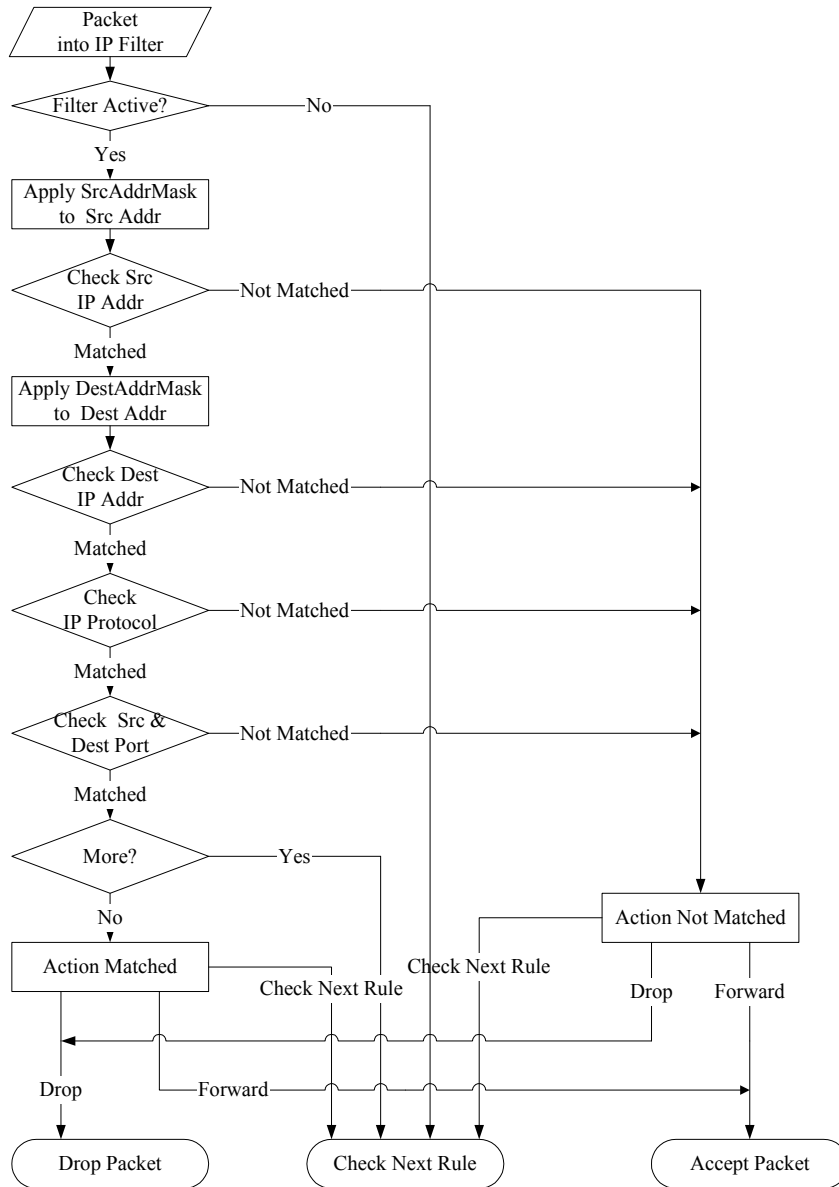 Packet
into IP Filter
Filter Active?
No
Yes
Apply SrcAddrMask
to Src Addr
Check Src
IP Addr
Not Matched
Matched
Apply DestAddrMask
to Dest Addr
Check Dest
IP Addr
Not Matched
Matched
Check
IP Protocol
Not Matched
Matched
Check Src &
Dest Port
Not Matched
Matched
More?
Yes
No
Action Not Matched
Action Matched
Check Next Rule
Check Next Rule
Drop
Forward
Drop
Forward
Drop Packet
Check Next Rule
Accept Packet